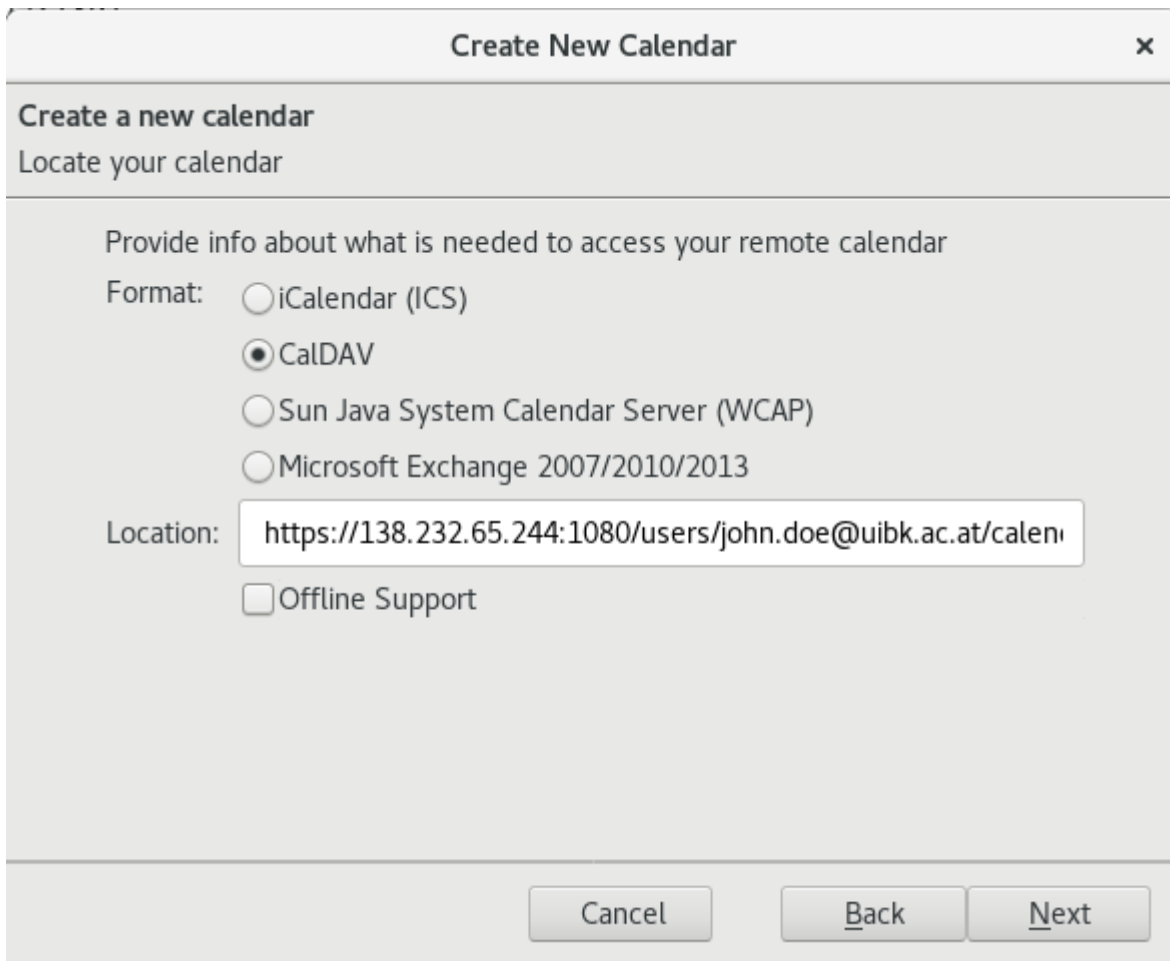 Create New Calendar ×
Create a new calendar
Locate your calendar
Provide info about what is needed to access your remote calendar
Format: iCalendar (ICS)
CalDAV
Sun Java System Calendar Server (WCAP)
Microsoft Exchange 2007/2010/2013
Location: https://138.232.65.244:1080/users/john.doe@uibk.ac.at/calen
Offline Support
Cancel Back Next